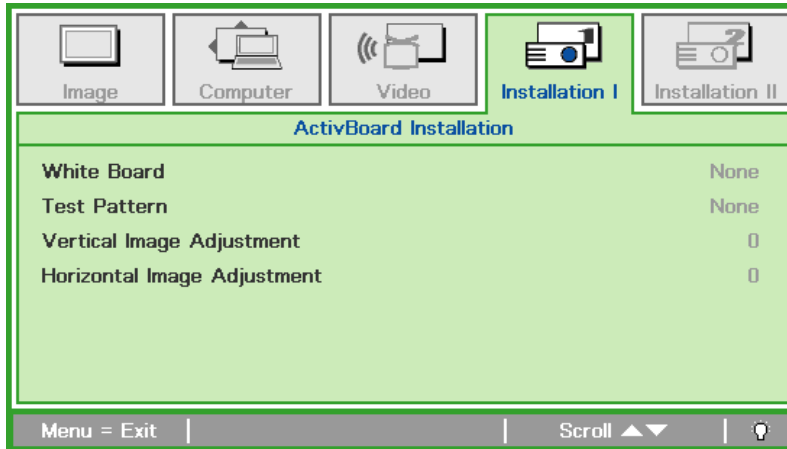 Image Computer Video Installation I Installation II
ActivBoard Installation
White Board None
Test Pattern None
Vertical Image Adjustment 0
Horizontal Image Adjustment 0
Menu = Exit Scroll ▲▼